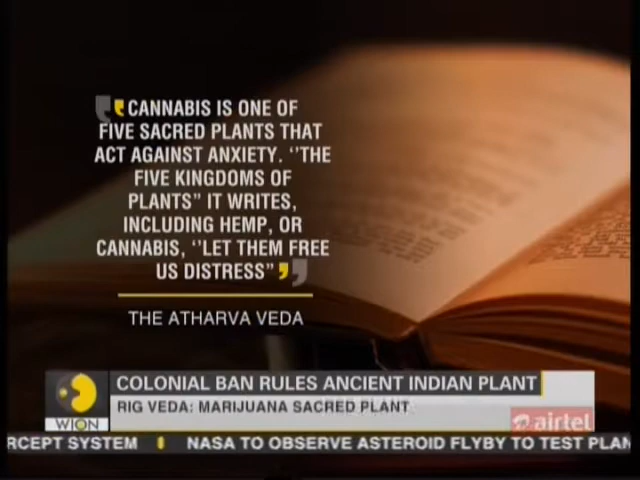 CANNABIS IS ONE OF
FIVE SACRED PLANTS THAT
ACT AGAINST ANXIETY. ‘’THE
FIVE KINGDOMS OF
PLANTS” IT WRITES,
INCLUDING HEMP, OR
CANNABIS, ‘’LET THEM FREE
US DISTRESS”
THE ATHARVA VEDA
COLONIAL BAN RULES ANCIENT INDIAN PLANT
RIG VEDA: MARIJUANA SACRED PLANT
WION
airtel
RCEPT SYSTEM NASA TO OBSERVE ASTEROID FLYBY TO TEST PLAN